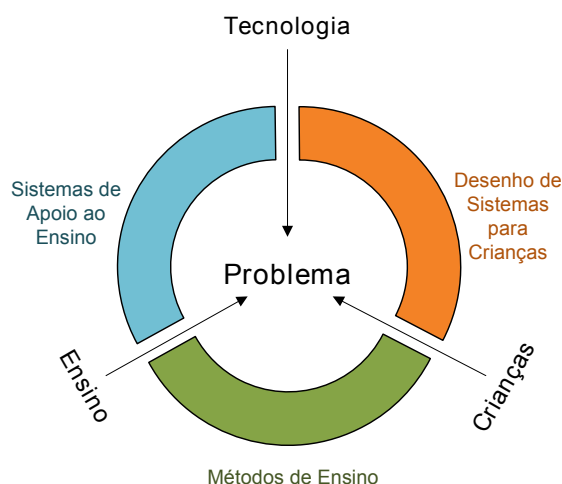 Tecnologia
Sistemas de
Apoio ao
Ensino
Desenho de
Sistemas
para
Crianças
Problema
Ensino
Crianças
Métodos de Ensino